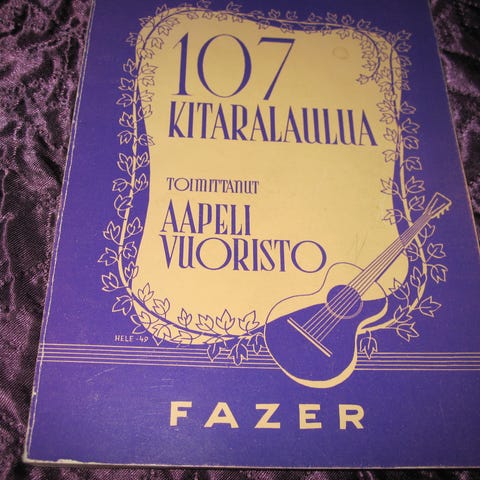 107
KITARALAULUA
TOIMITTANUT
AAPELI
VUORISTO
HELE -49
FAZER